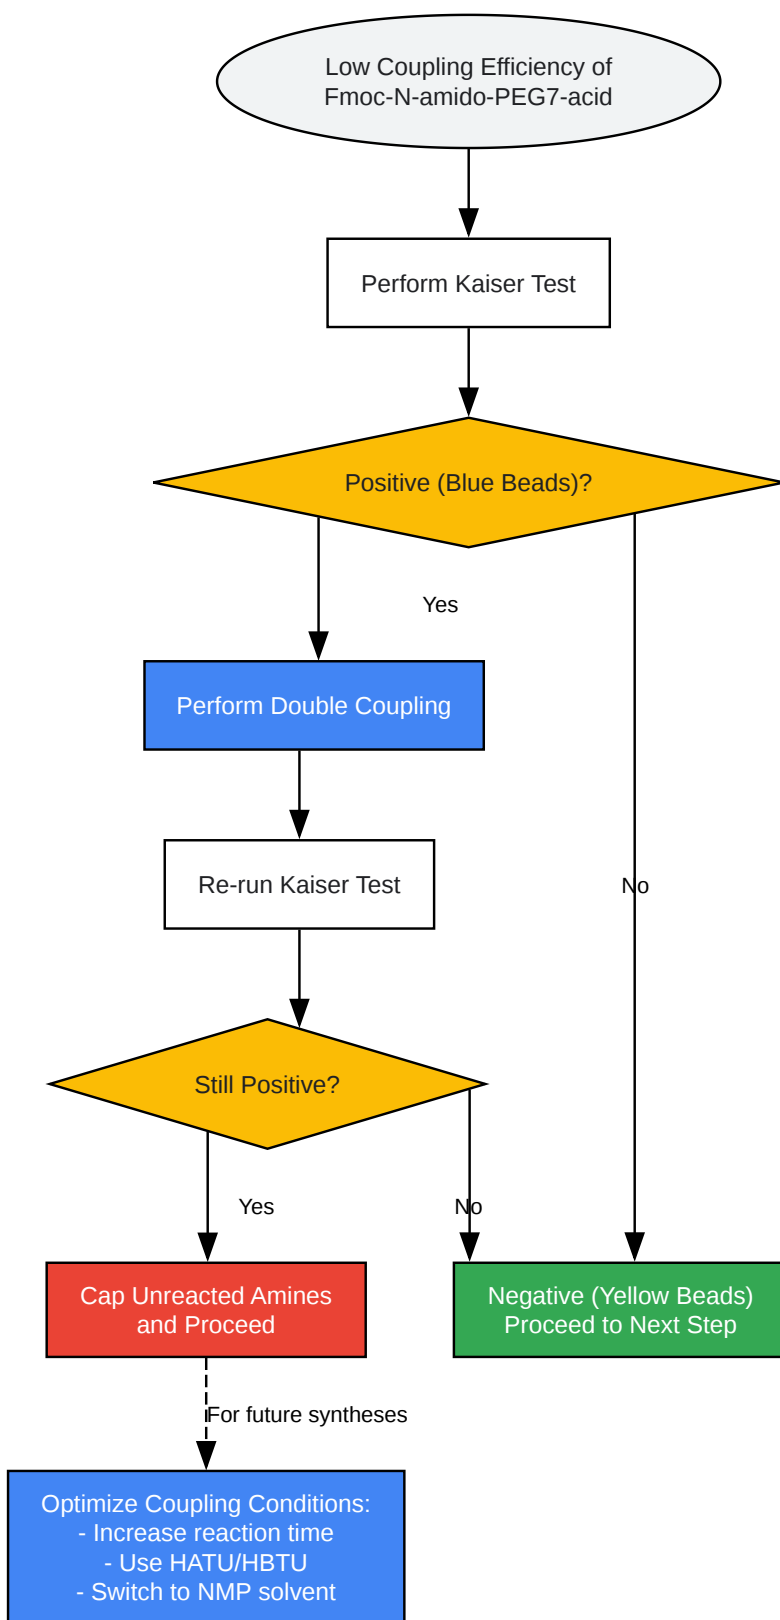 Low Coupling Efficiency of
Fmoc-N-amido-PEG7-acid
Perform Kaiser Test
Positive (Blue Beads)?
Yes
Perform Double Coupling
Re-run Kaiser Test
No
Still Positive?
Yes
No
Cap Unreacted Amines
and Proceed
Negative (Yellow Beads)
Proceed to Next Step
For future syntheses
Optimize Coupling Conditions:
- Increase reaction time
- Use HATU/HBTU
- Switch to NMP solvent